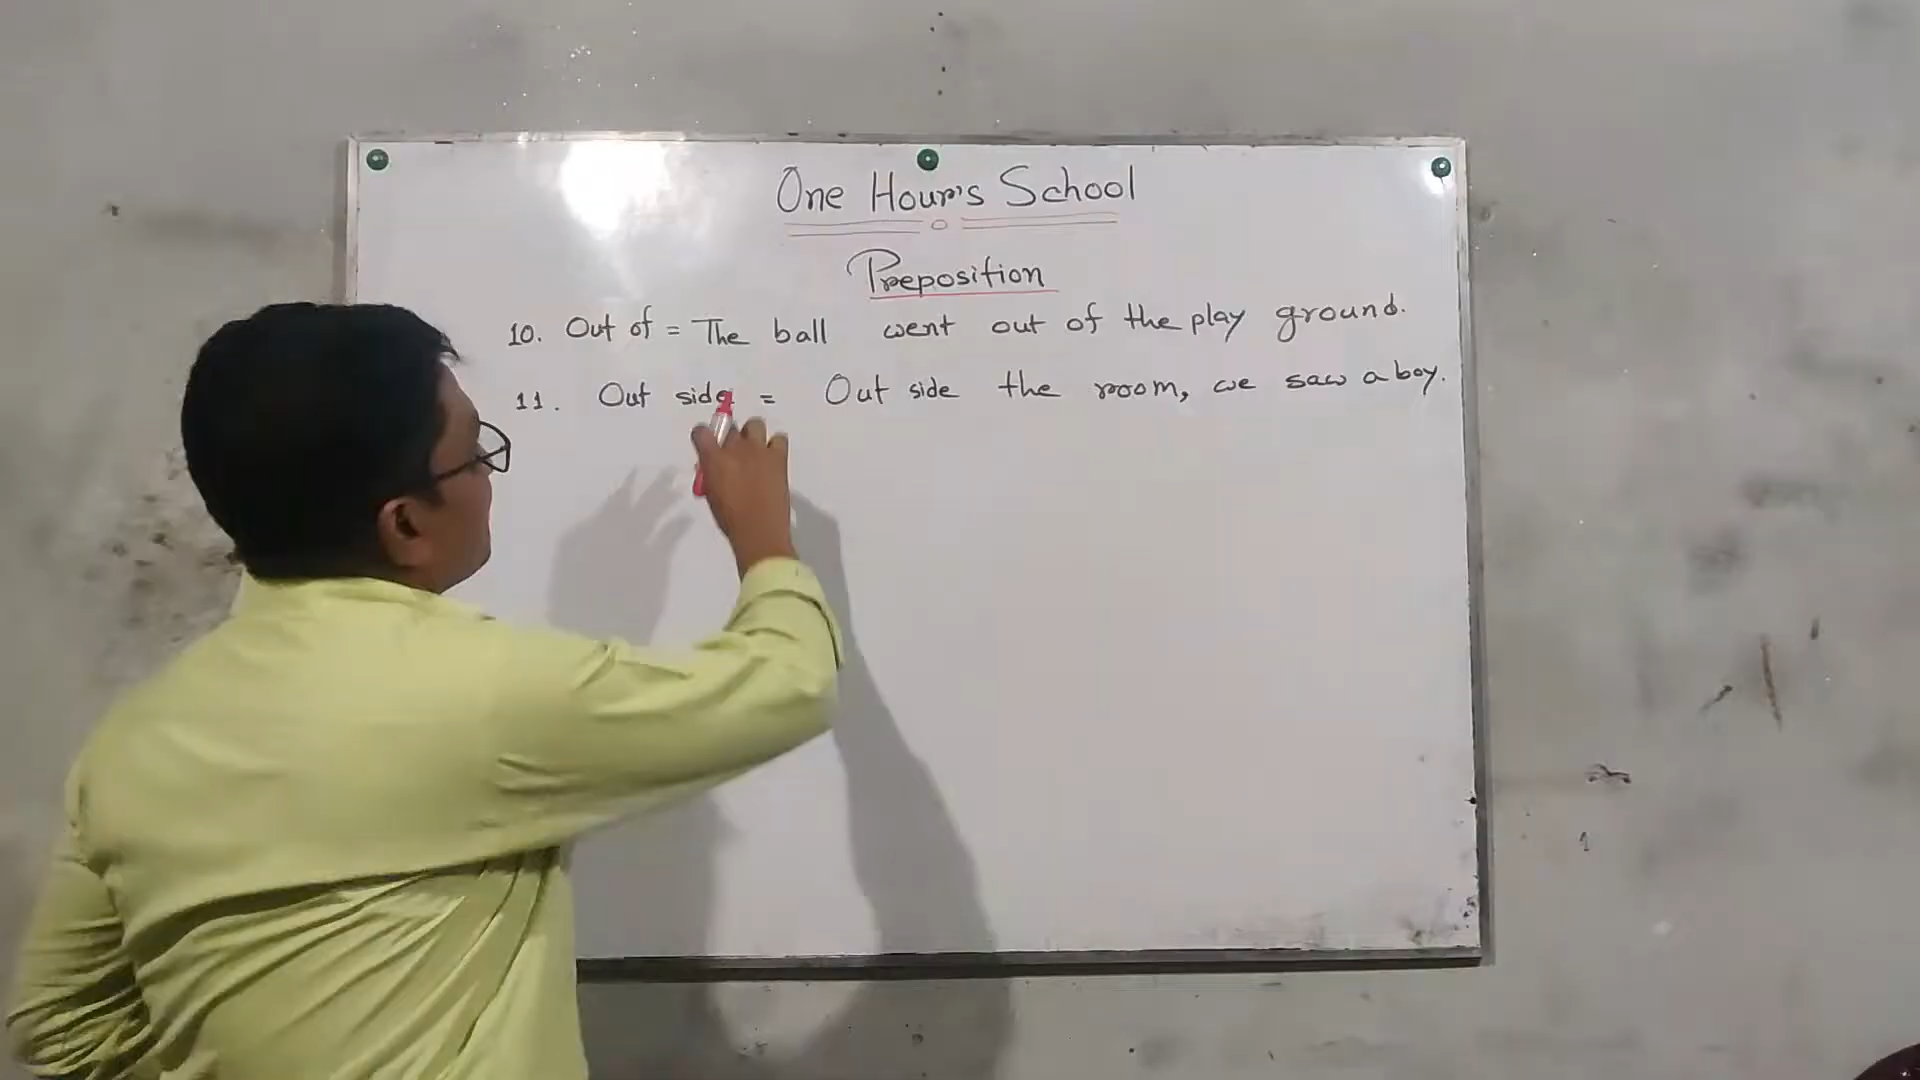 One Hour's School
Preposition
10. Out of = The ball went out of the play ground.
11. Out side = Out side the room, we saw a boy.